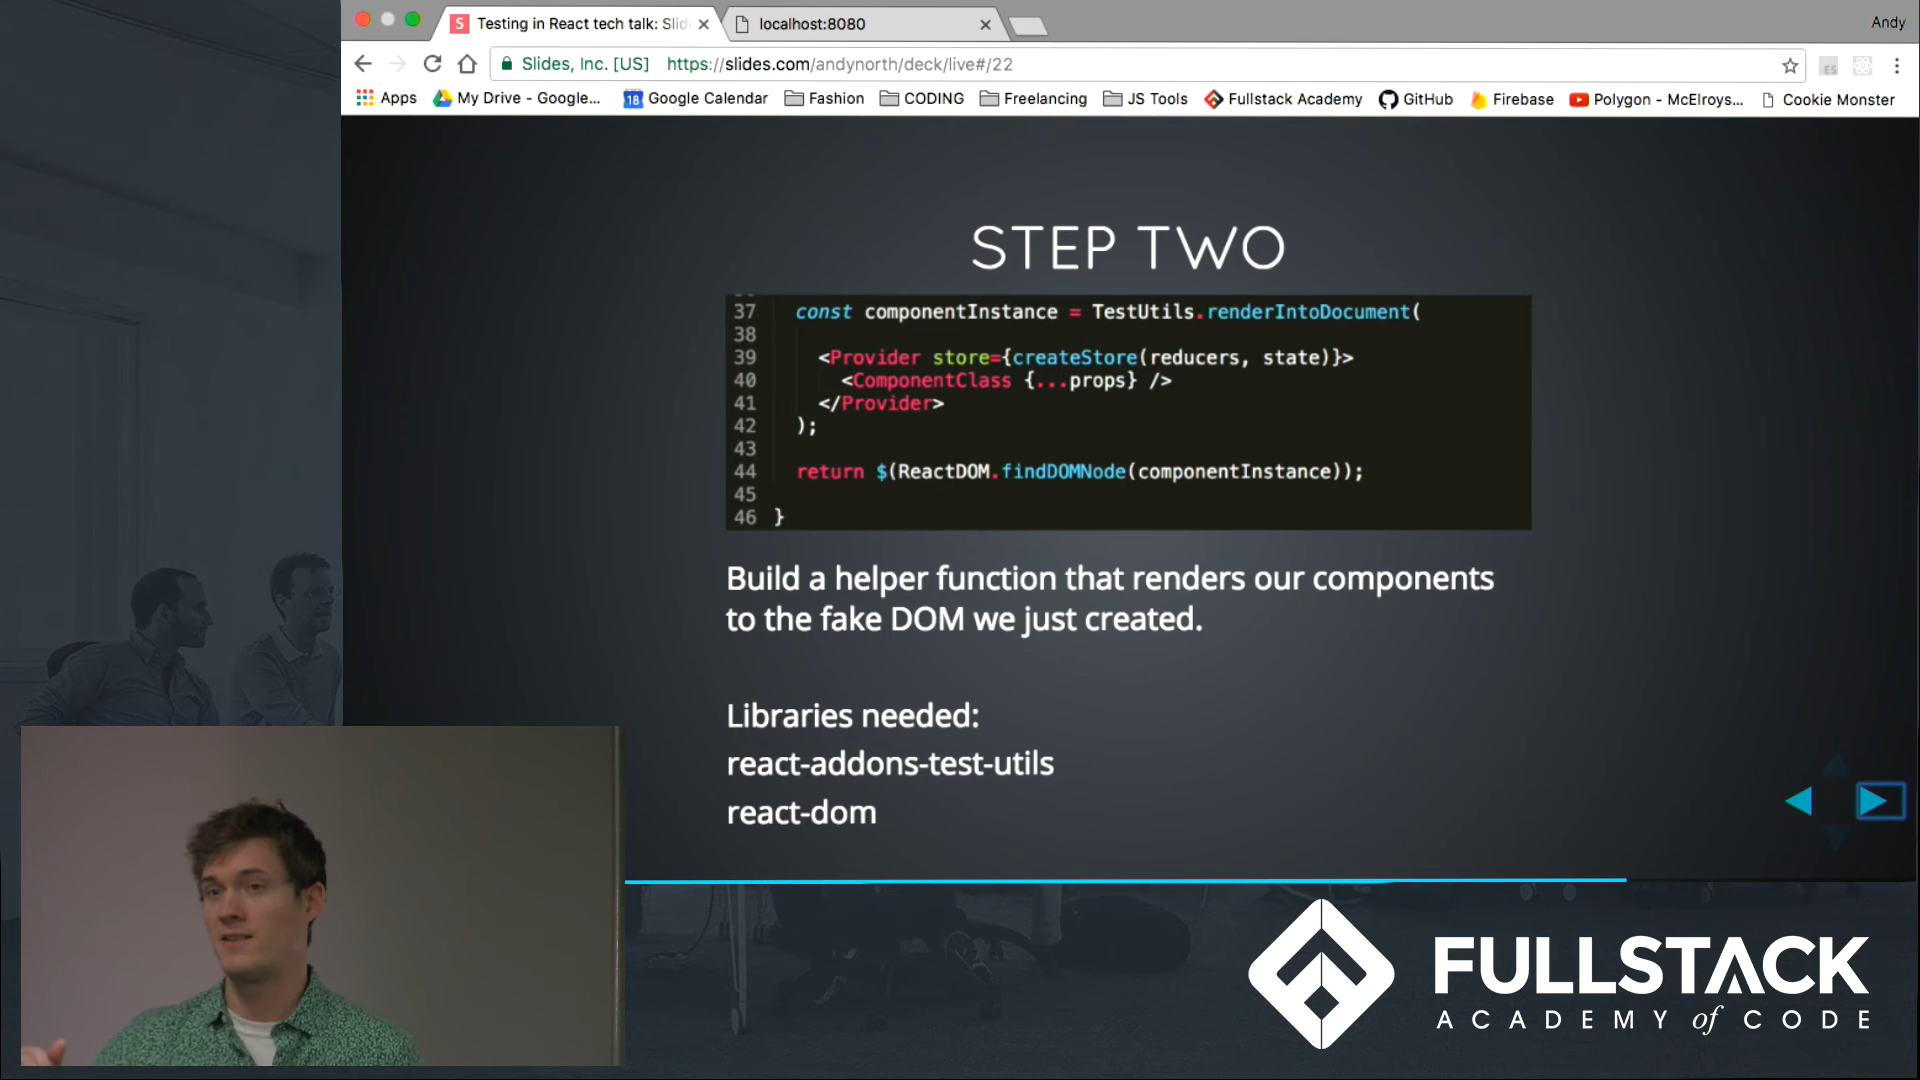 Testing in React tech talk: Slid
localhost:8080
Andy
Slides, Inc. [US] https://slides.com/andynorth/deck/live#/22
Apps My Drive - Google... 18 Google Calendar Fashion CODING Freelancing JS Tools Fullstack Academy GitHub Firebase Polygon - McElroys... Cookie Monster
STEP TWO
37 const componentInstance = TestUtils.renderIntoDocument(
38
39 <Provider store={createStore(reducers, state)}>
40 <ComponentClass {...props} />
41 </Provider>
42 );
43
44 return $(ReactDOM.findDOMNode(componentInstance));
45
46 }
Build a helper function that renders our components
to the fake DOM we just created.
Libraries needed:
react-addons-test-utils
react-dom
FULLSTACK
ACADEMY of CODE